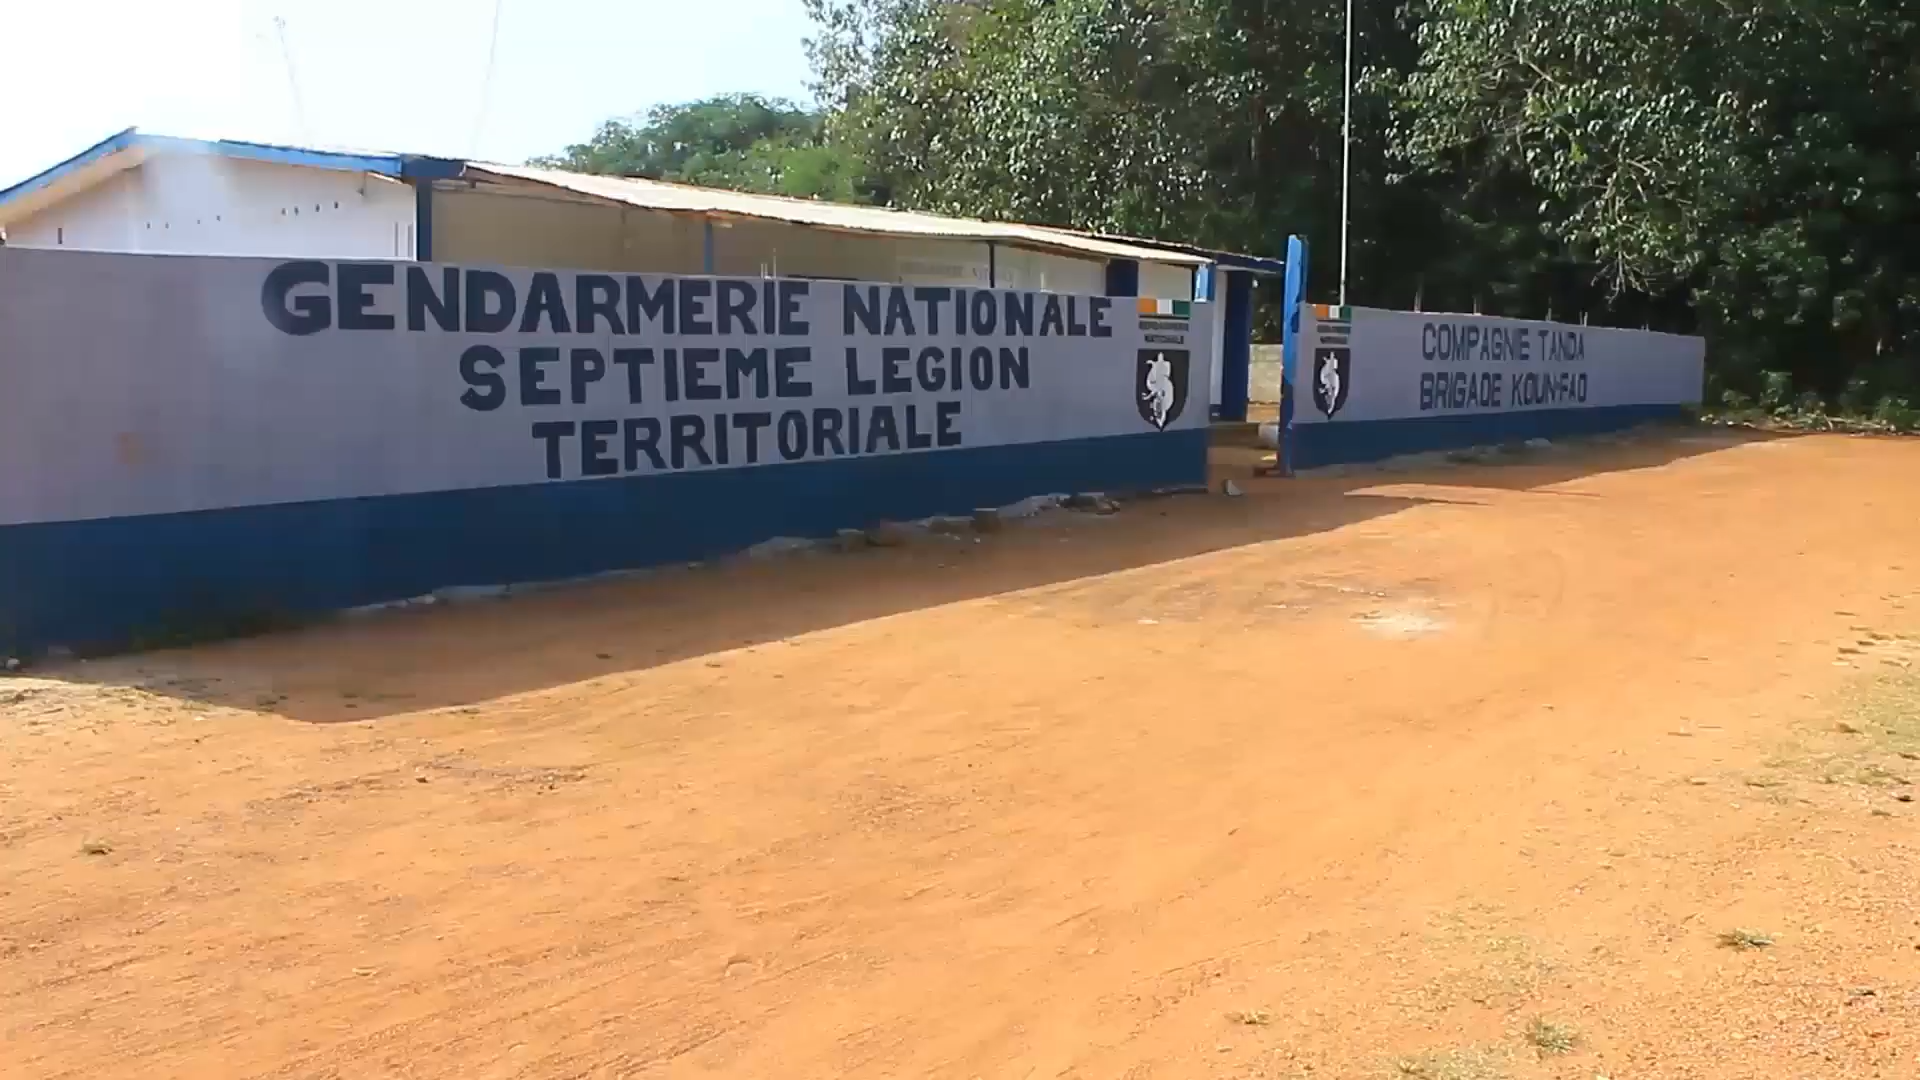 GENDARMERIE NATIONALE
SEPTIEME LEGION
TERRITORIALE
COMPAGNIE TANDA
BRIGADE KOUN-FAO